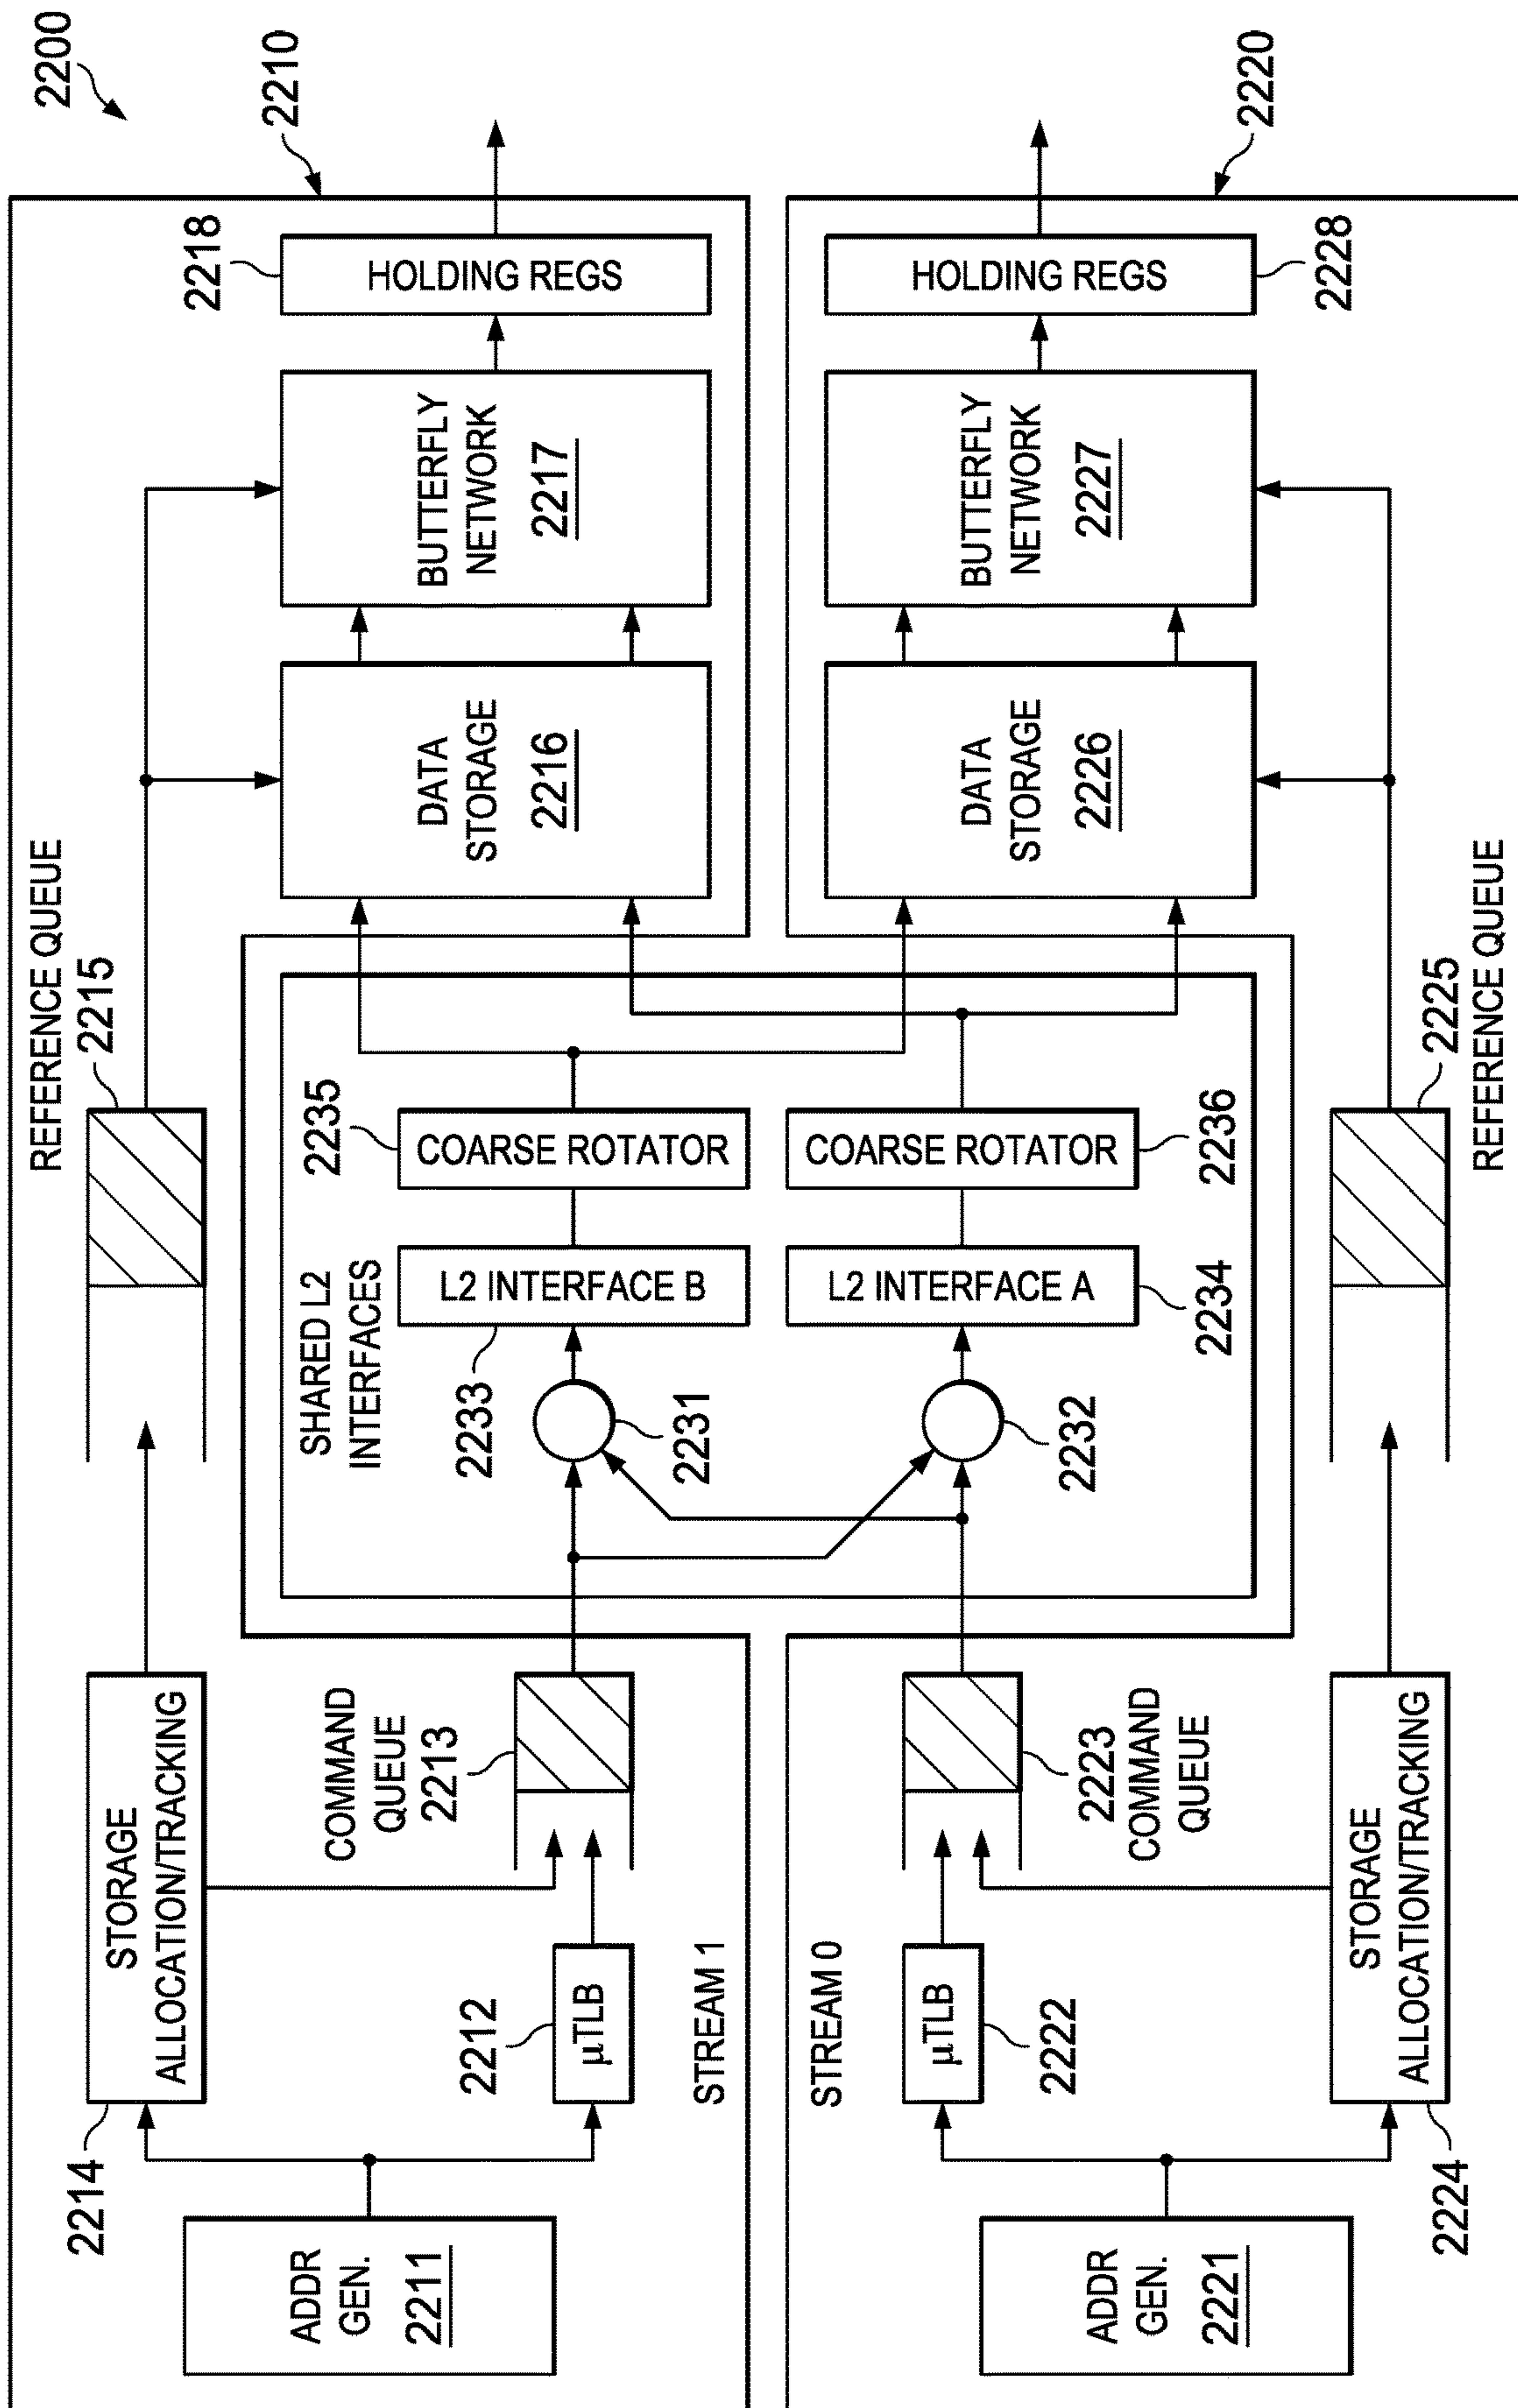 2200
2210
2214
STORAGE
ALLOCATION/TRACKING
REFERENCE QUEUE
2215
ADDR
GEN.
2211
2212
µTLB
COMMAND
QUEUE
2213
STREAM 1
DATA
STORAGE
2216
BUTTERFLY
NETWORK
2217
2218
HOLDING REGS
SHARED L2
INTERFACES
2231
2233
L2 INTERFACE B
2235
COARSE ROTATOR
2232
L2 INTERFACE A
2234
COARSE ROTATOR
2236
STREAM 0
ADDR
GEN.
2221
µTLB
2222
2223
COMMAND
QUEUE
STORAGE
ALLOCATION/TRACKING
2224
2225
REFERENCE QUEUE
DATA
STORAGE
2226
BUTTERFLY
NETWORK
2227
HOLDING REGS
2228
2220